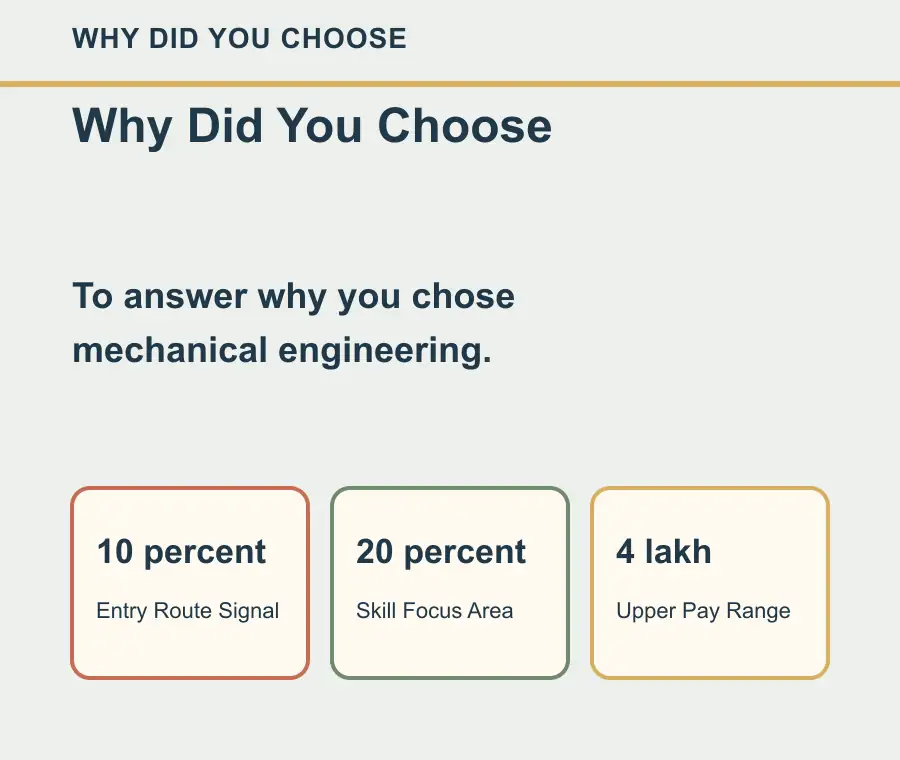 WHY DID YOU CHOOSE
Why Did You Choose
To answer why you chose
mechanical engineering.
10 percent
Entry Route Signal
20 percent
Skill Focus Area
4 lakh
Upper Pay Range